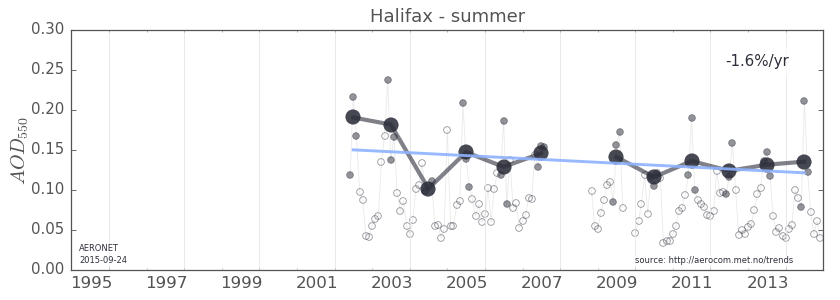 Halifax - summer
0.30
0.25
0.20
0.15
0.10
0.05
0.00
AOD550
-1.6%/yr
AERONET
2015-09-24
source: http://aerocom.met.no/trends
1995 1997 1999 2001 2003 2005 2007 2009 2011 2013